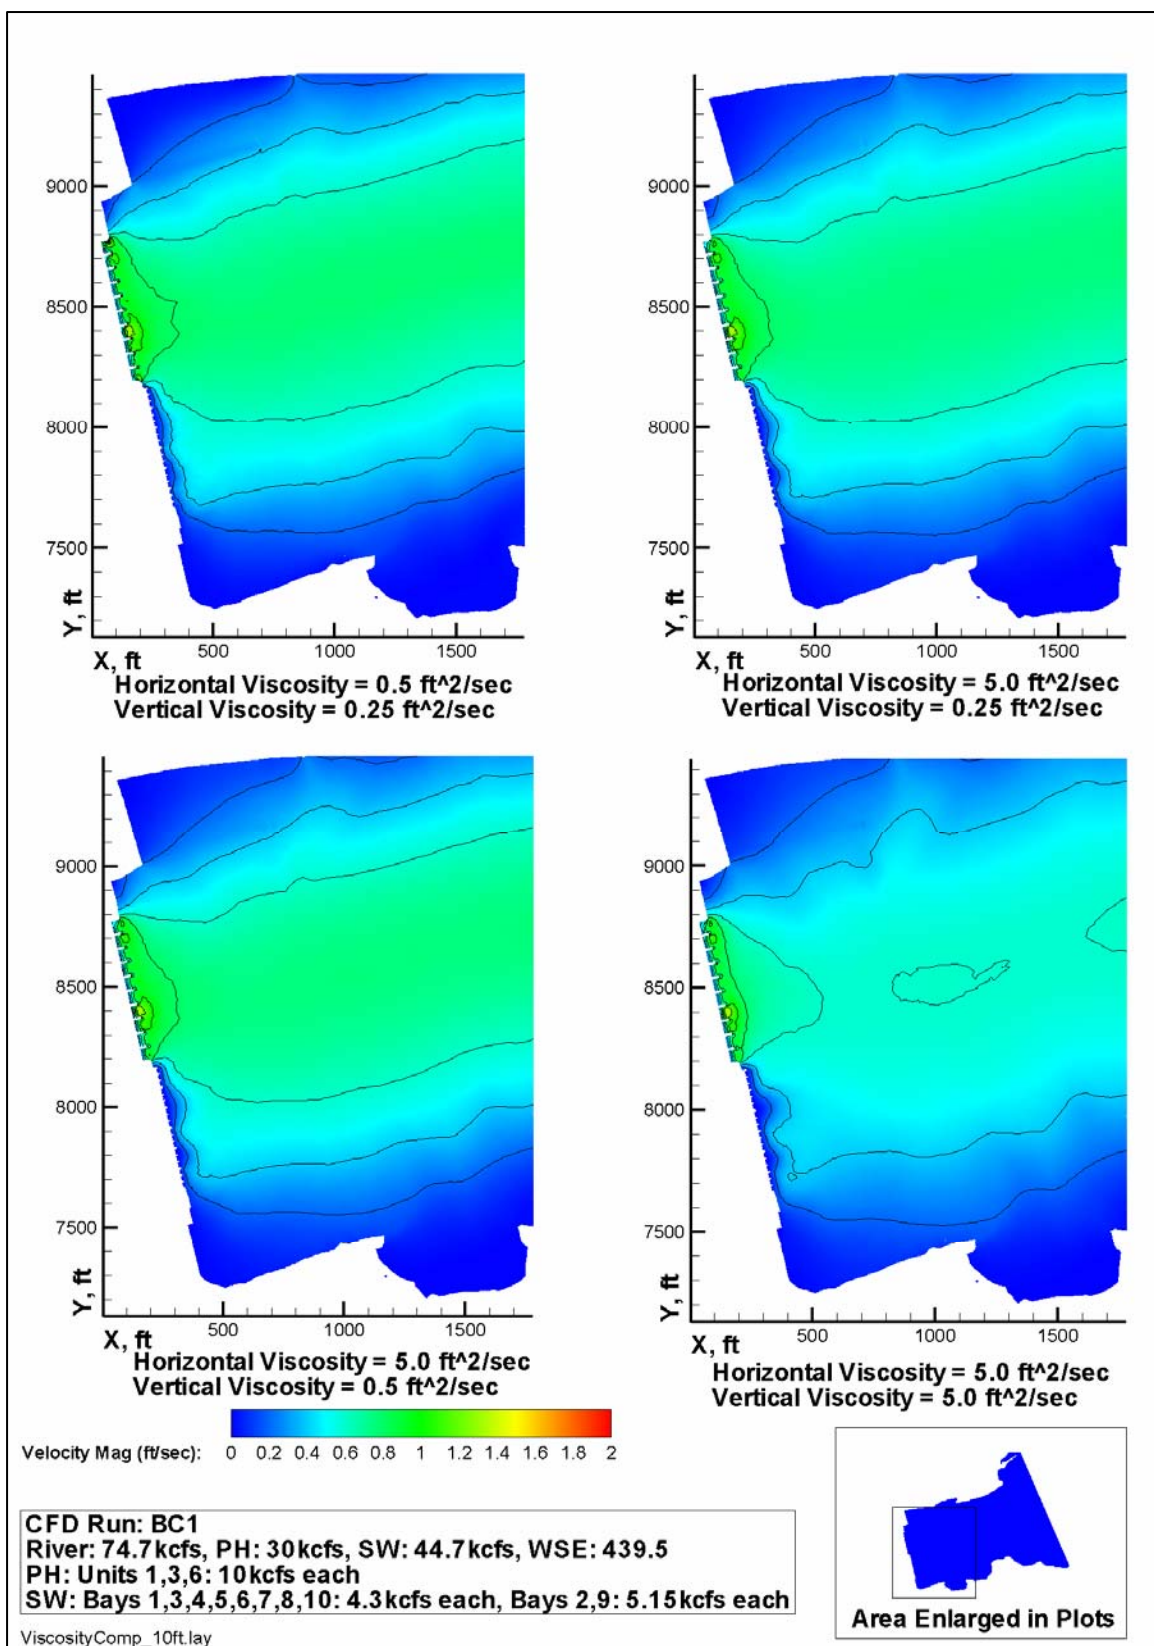 9000
8500
8000
7500
Y, ft
500 1000 1500
X, ft
Horizontal Viscosity = 0.5 ft^2/sec
Vertical Viscosity = 0.25 ft^2/sec
9000
8500
8000
7500
Y, ft
500 1000 1500
X, ft
Horizontal Viscosity = 5.0 ft^2/sec
Vertical Viscosity = 0.25 ft^2/sec
9000
8500
8000
7500
Y, ft
500 1000 1500
X, ft
Horizontal Viscosity = 5.0 ft^2/sec
Vertical Viscosity = 0.5 ft^2/sec
9000
8500
8000
7500
Y, ft
500 1000 1500
X, ft
Horizontal Viscosity = 5.0 ft^2/sec
Vertical Viscosity = 5.0 ft^2/sec
Velocity Mag (ft/sec): 0 0.2 0.4 0.6 0.8 1 1.2 1.4 1.6 1.8 2
CFD Run: BC1
River: 74.7kcfs, PH: 30kcfs, SW: 44.7kcfs, WSE: 439.5
PH: Units 1,3,6: 10kcfs each
SW: Bays 1,3,4,5,6,7,8,10: 4.3kcfs each, Bays 2,9: 5.15kcfs each
Area Enlarged in Plots
ViscosityComp_10ft.lay